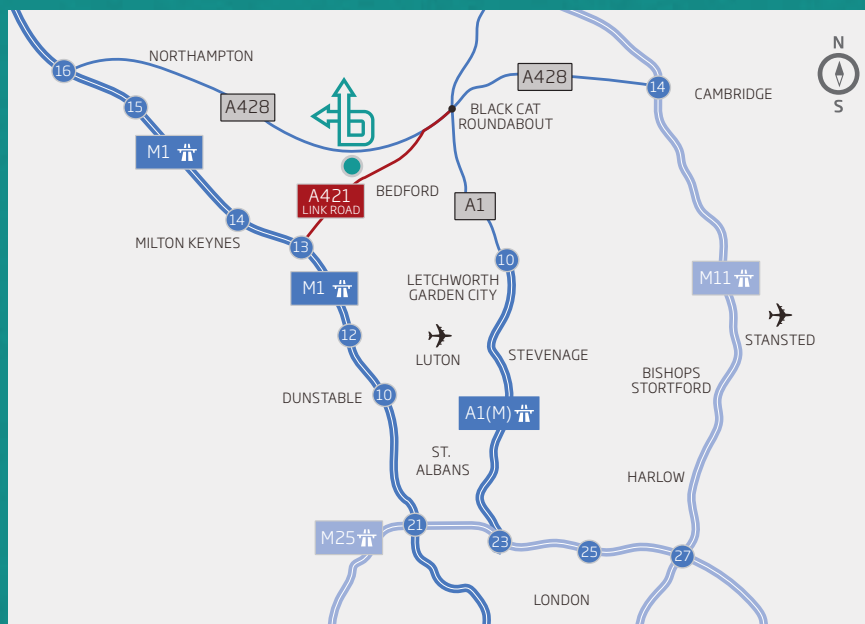 N
NORTHAMPTON
16
A428
14
CAMBRIDGE
S
15
A428
BLACK CAT
ROUNDABOUT
M1
A421
LINK ROAD
BEDFORD
A1
14
MILTON KEYNES
13
10
M1
LETCHWORTH
GARDEN CITY
M11
12
LUTON
STEVENAGE
STANSTED
BISHOPS
STORTFORD
DUNSTABLE
10
A1(M)
ST.
ALBANS
HARLOW
M25
21
23
25
27
LONDON